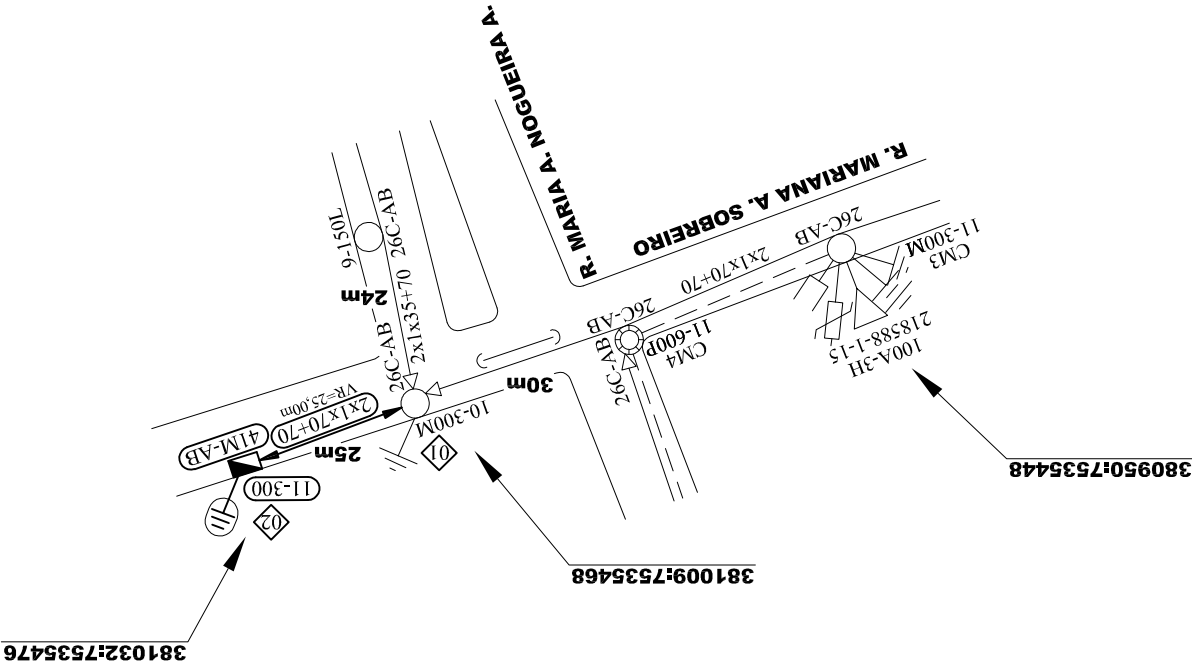 381032:7535476
381009:7535468
380950:7535448
02
11-300
01
25m
41M-AB
2x1x70+70
VR=25,00m
10-300M
30m
26C-AB
2x1x35+70
24m
26C-AB
9-150L
26C-AB
CM4
11-600P
26C-AB
2x1x70+70
100A-3H
218588-1-15
CM3
11-300M
26C-AB
R. MARIANA A. SOBREIRO
R. MARIA A. NOGUEIRA A.